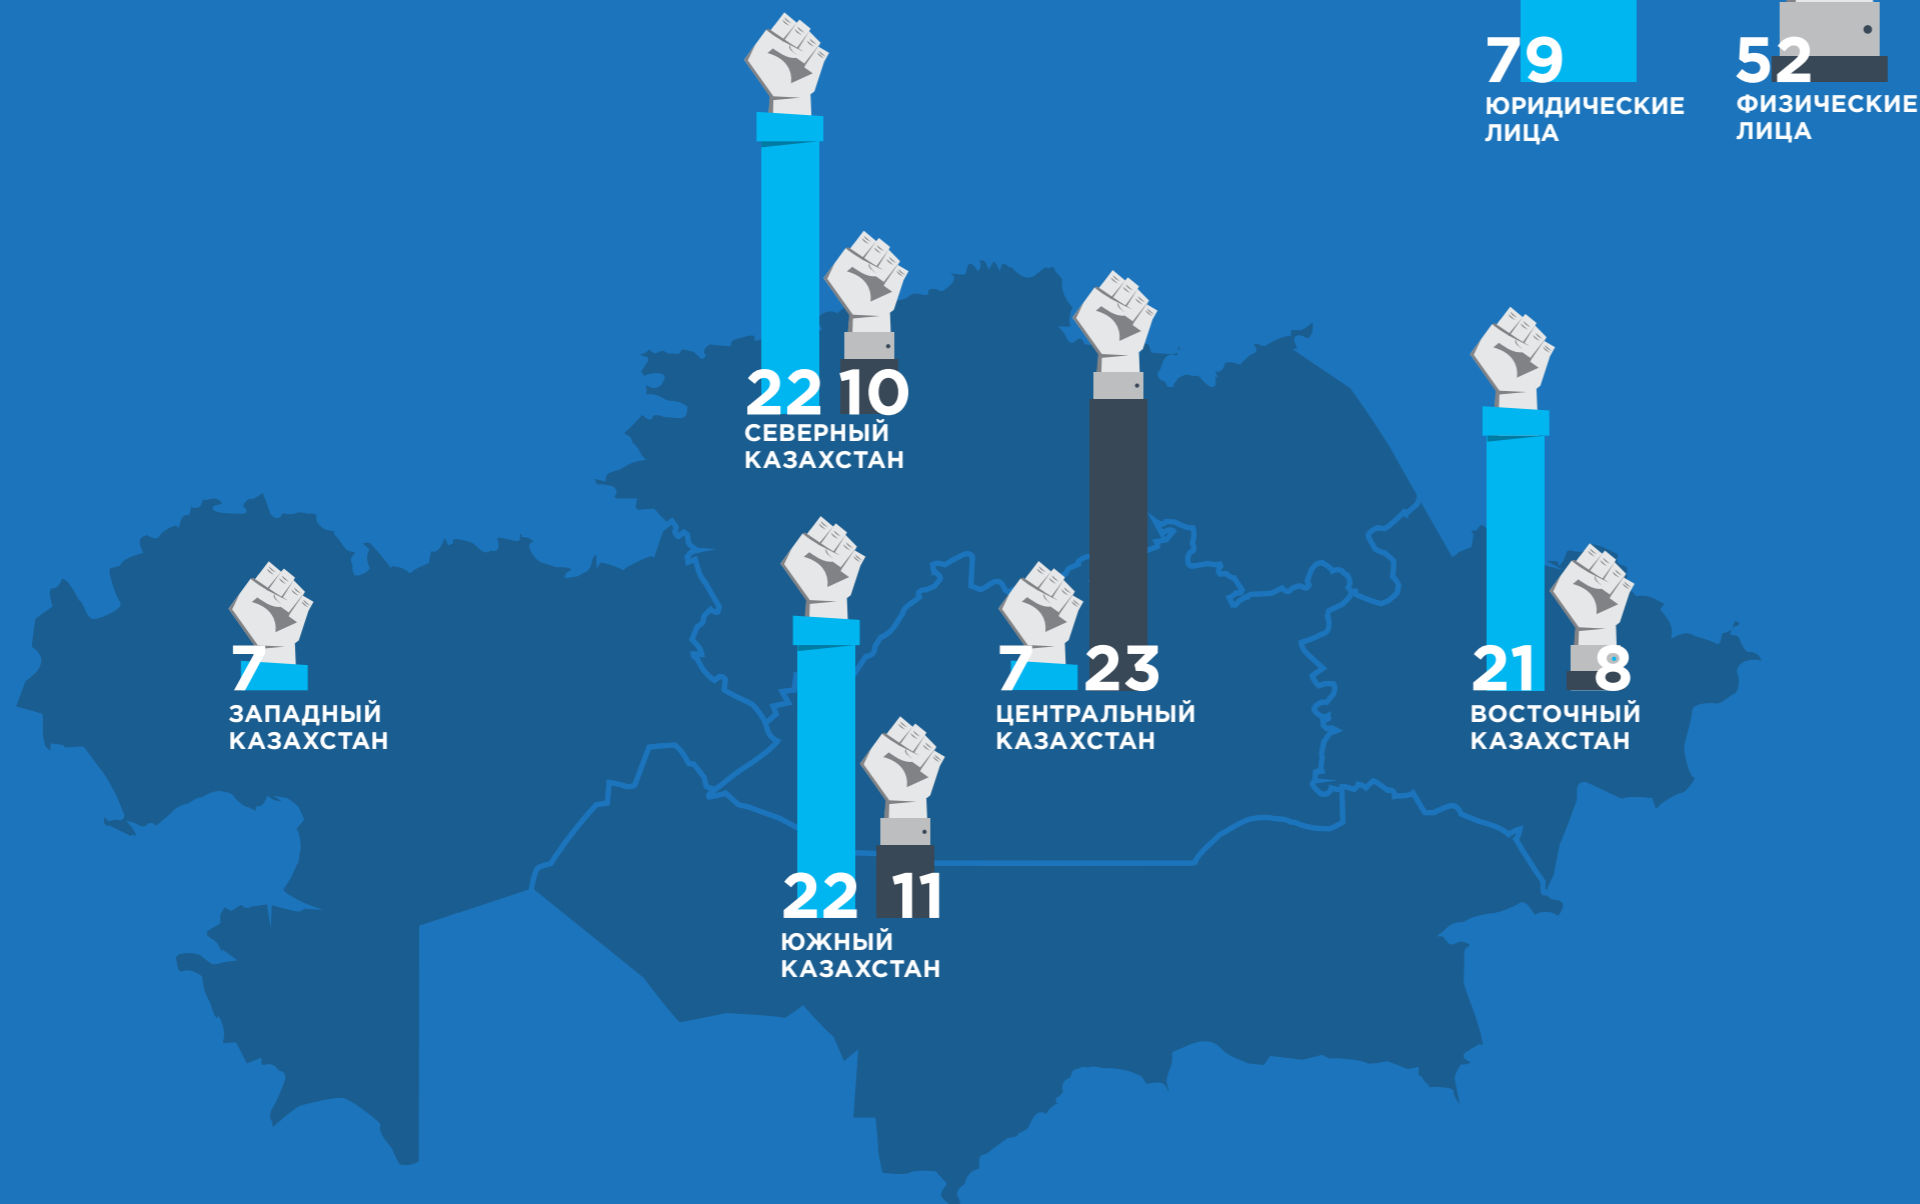 79
ЮРИДИЧЕСКИЕ
ЛИЦА
52
ФИЗИЧЕСКИЕ
ЛИЦА
22 10
СЕВЕРНЫЙ
КАЗАХСТАН
7
ЗАПАДНЫЙ
КАЗАХСТАН
7 23
ЦЕНТРАЛЬНЫЙ
КАЗАХСТАН
21 8
ВОСТОЧНЫЙ
КАЗАХСТАН
22 11
ЮЖНЫЙ
КАЗАХСТАН